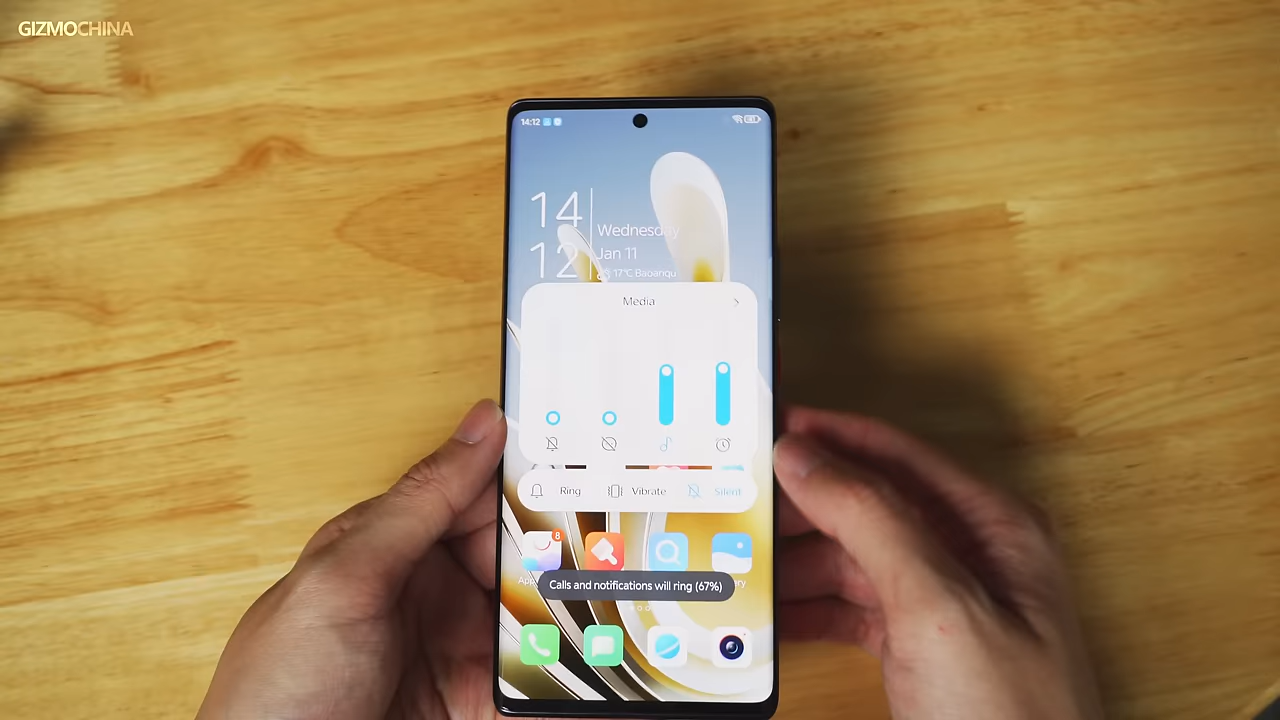 GIZMOCHINA
14:12
14
12
Wednesday
Jan 11
17°C Baoanqu
Media
Ring
Vibrate
Silent
8
Calls and notifications will ring (67%)